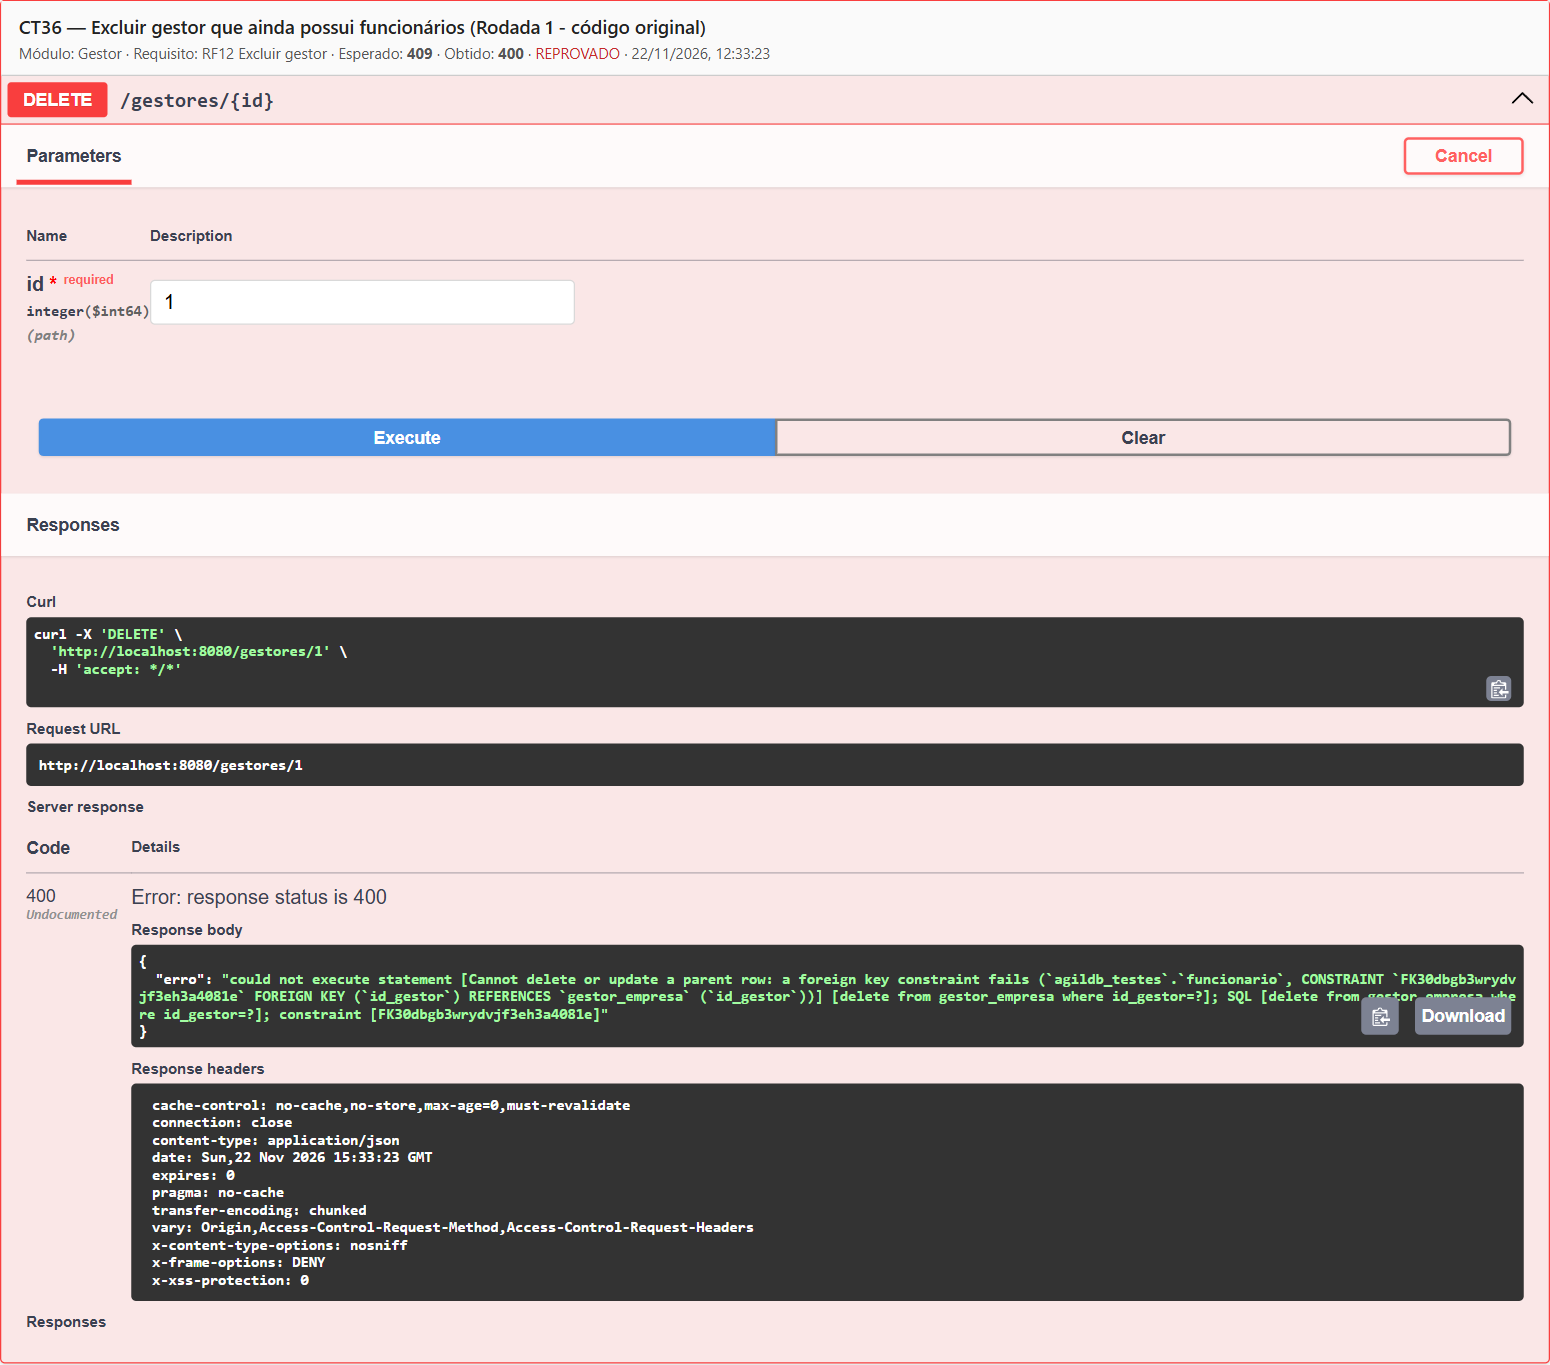 CT36 — Excluir gestor que ainda possui funcionários (Rodada 1 - código original)
Módulo: Gestor · Requisito: RF12 Excluir gestor · Esperado: 409 · Obtido: 400 · REPROVADO · 22/11/2026, 12:33:23
DELETE /gestores/{id}
Parameters
Cancel
Name Description
id * required
integer($int64)
(path)
1
Execute
Clear
Responses
Curl
curl -X 'DELETE' \
'http://localhost:8080/gestores/1' \
-H 'accept: */*'
Request URL
http://localhost:8080/gestores/1
Server response
Code Details
400
Undocumented
Error: response status is 400
Response body
{
"erro": "could not execute statement [Cannot delete or update a parent row: a foreign key constraint fails (`agildb_testes`.`funcionario`, CONSTRAINT `FK30dbgb3wrydv
jf3eh3a4081e` FOREIGN KEY (`id_gestor`) REFERENCES `gestor_empresa` (`id_gestor`))] [delete from gestor_empresa where id_gestor=?]; SQL [delete from gestor_empresa whe
re id_gestor=?]; constraint [FK30dbgb3wrydvjf3eh3a4081e]"
}
Download
Response headers
cache-control: no-cache,no-store,max-age=0,must-revalidate
connection: close
content-type: application/json
date: Sun,22 Nov 2026 15:33:23 GMT
expires: 0
pragma: no-cache
transfer-encoding: chunked
vary: Origin,Access-Control-Request-Method,Access-Control-Request-Headers
x-content-type-options: nosniff
x-frame-options: DENY
x-xss-protection: 0
Responses